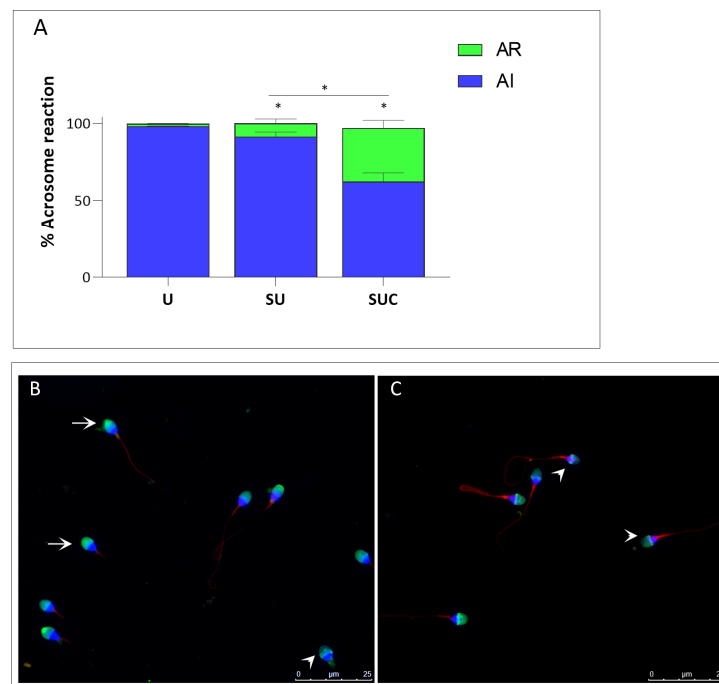 A
AR
AI
*
* *
% Acrosome reaction
100
50
0
U SU SUC
B
C
0 µm 25
0 µm